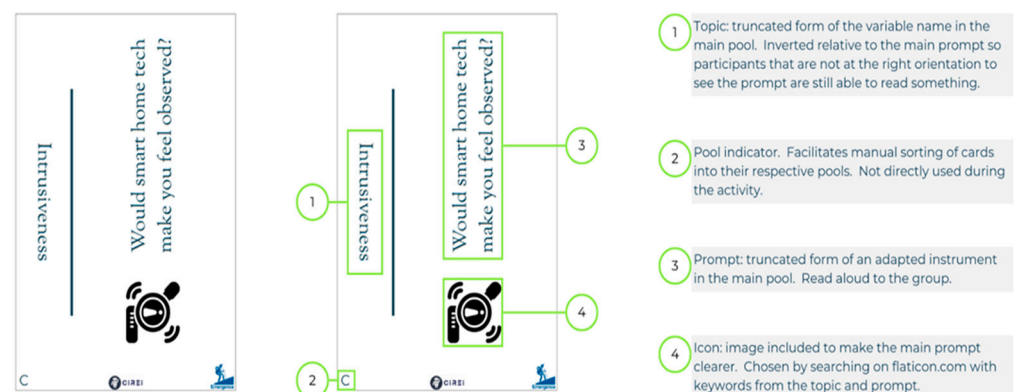 Intrusiveness
Would smart home tech
make you feel observed?
C
CIREI
Emergence
Intrusiveness
Would smart home tech
make you feel observed?
1
3
4
2
C
CIREI
Emergence
1
Topic: truncated form of the variable name in the
main pool. Inverted relative to the main prompt so
participants that are not at the right orientation to
see the prompt are still able to read something.
2
Pool indicator. Facilitates manual sorting of cards
into their respective pools. Not directly used during
the activity.
3
Prompt: truncated form of an adapted instrument
in the main pool. Read aloud to the group.
4
Icon: image included to make the main prompt
clearer. Chosen by searching on flaticon.com with
keywords from the topic and prompt.